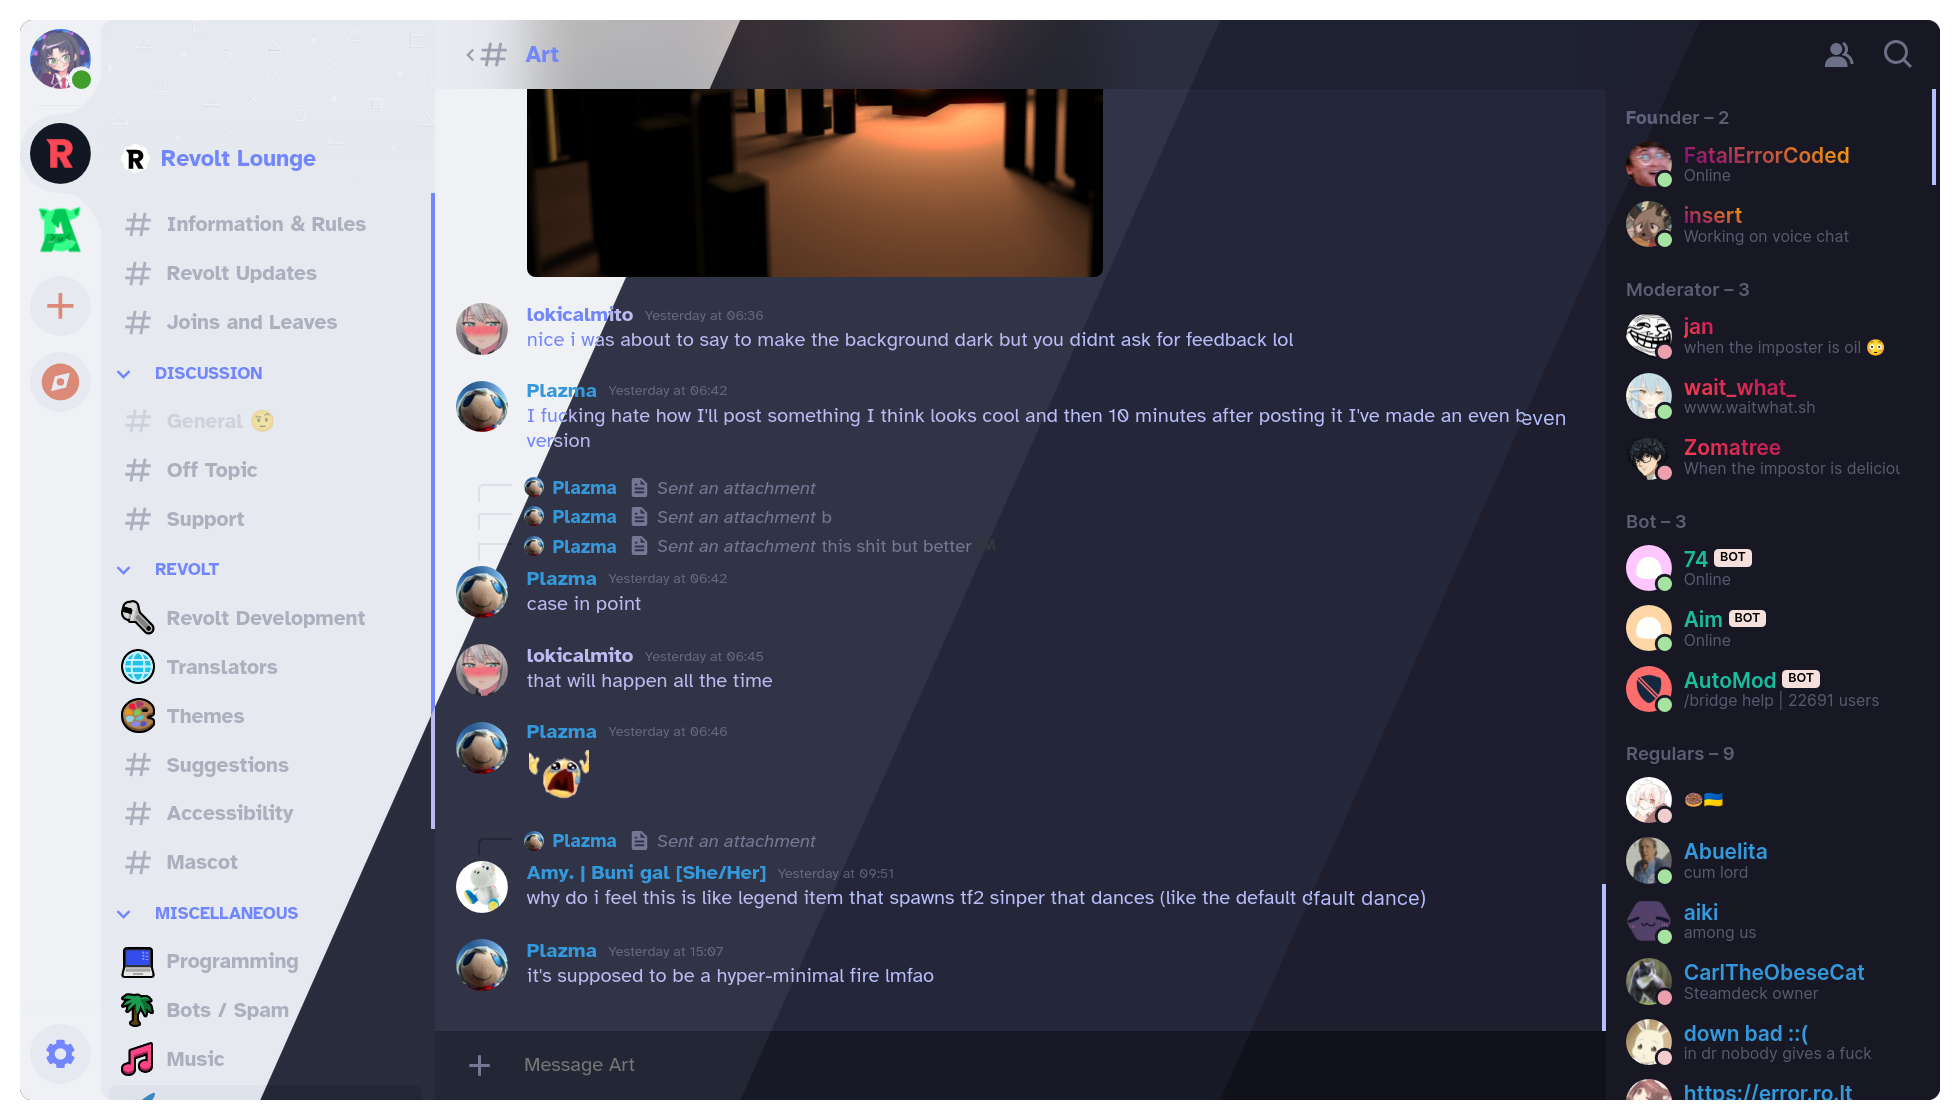 Revolt Lounge
Information & Rules
Revolt Updates
Joins and Leaves
DISCUSSION
General 🤨
Off Topic
Support
REVOLT
Revolt Development
Translators
Themes
Suggestions
Accessibility
Mascot
MISCELLANEOUS
Programming
Bots / Spam
Music
Art
lokicalmito Yesterday at 06:36
nice i was about to say to make the background dark but you didnt ask for feedback lol
Plazma Yesterday at 06:42
I fucking hate how I'll post something I think looks cool and then 10 minutes after posting it I've made an even b even
version
Plazma Sent an attachment
Plazma Sent an attachment b
Plazma Sent an attachment this shit but better
Plazma Yesterday at 06:42
case in point
lokicalmito Yesterday at 06:45
that will happen all the time
Plazma Yesterday at 06:46
Plazma Sent an attachment
Amy. | Buni gal [She/Her] Yesterday at 09:51
why do i feel this is like legend item that spawns tf2 sinper that dances (like the default dfault dance)
Plazma Yesterday at 15:07
it's supposed to be a hyper-minimal fire lmfao
Message Art
Founder – 2
FatalErrorCoded
Online
insert
Working on voice chat
Moderator – 3
jan
when the imposter is oil 😳
wait_what_
www.waitwhat.sh
Zomatree
When the impostor is deliciou
Bot – 3
74 BOT
Online
Aim BOT
Online
AutoMod BOT
/bridge help | 22691 users
Regulars – 9
🍩🇺🇦
Abuelita
cum lord
aiki
among us
CarlTheObeseCat
Steamdeck owner
down bad ::(
in dr nobody gives a fuck
https://error.ro.lt